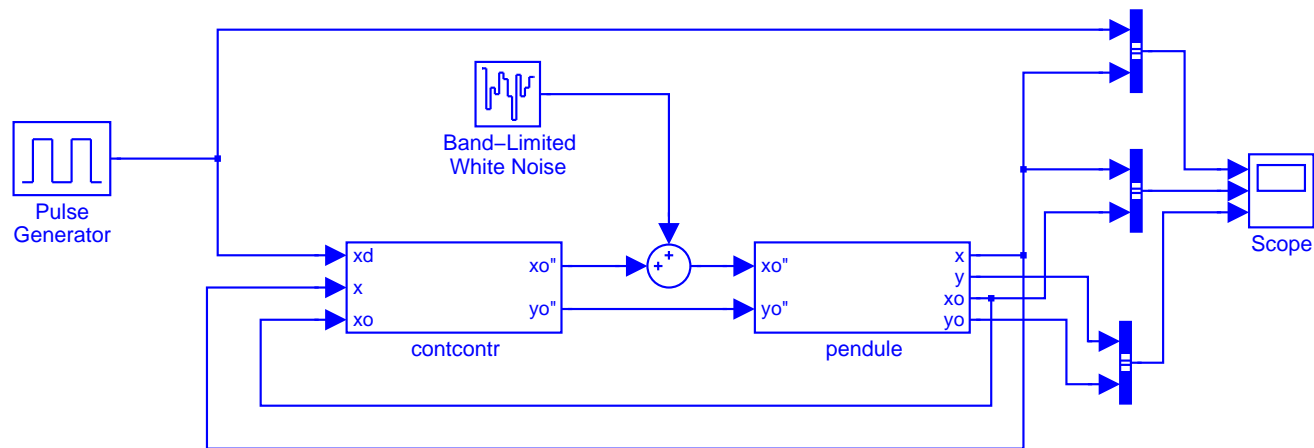 Band−Limited
White Noise
Pulse
Generator
Scope
xd
x
xo
xo"
yo"
contcontr
+
+
xo"
yo"
x
y
xo
yo
pendule